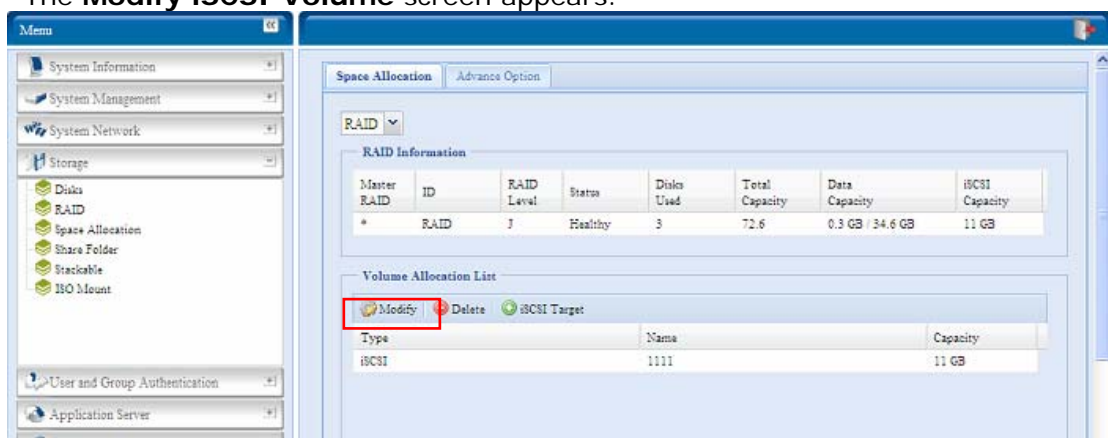 The Modify iSCSI Volume screen appears.
Menu
System Information
System Management
System Network
Storage
Disks
RAID
Space Allocation
Share Folder
Stackable
ISO Mount
User and Group Authentication
Application Server
Space Allocation Advance Option
RAID
RAID Information
Master RAID ID RAID Level Status Disks Used Total Capacity Data Capacity iSCSI Capacity
* RAID J Healthy 3 72.6 0.3 GB / 34.6 GB 11 GB
Volume Allocation List
Modify Delete iSCSI Target
Type Name Capacity
iSCSI 1111 11 GB